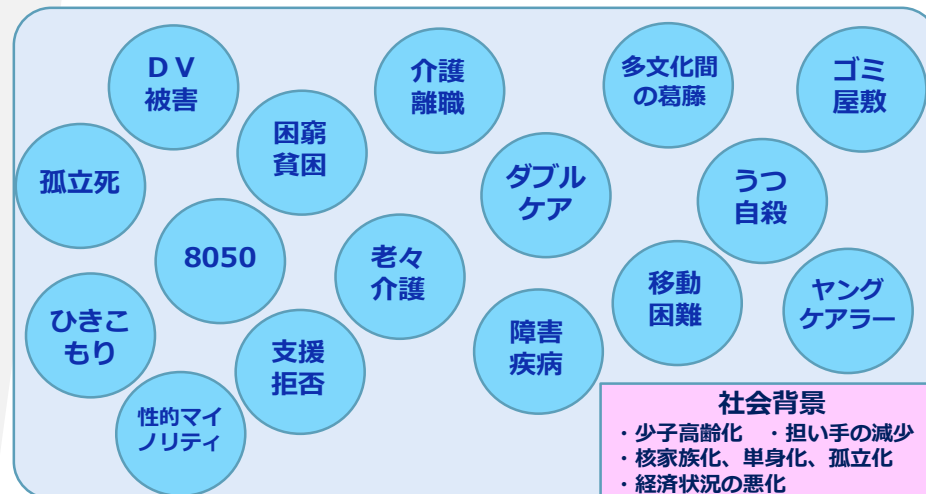 ＤＶ
被害
介護
離職
多文化間
の葛藤
ゴミ
屋敷
困窮
貧困
孤立死
ダブル
ケア
うつ
自殺
8050
老々
介護
移動
困難
ヤング
ケアラー
ひきこ
もり
支援
拒否
障害
疾病
性的マイ
ノリティ
社会背景
・少子高齢化　・担い手の減少
・核家族化、単身化、孤立化
・経済状況の悪化